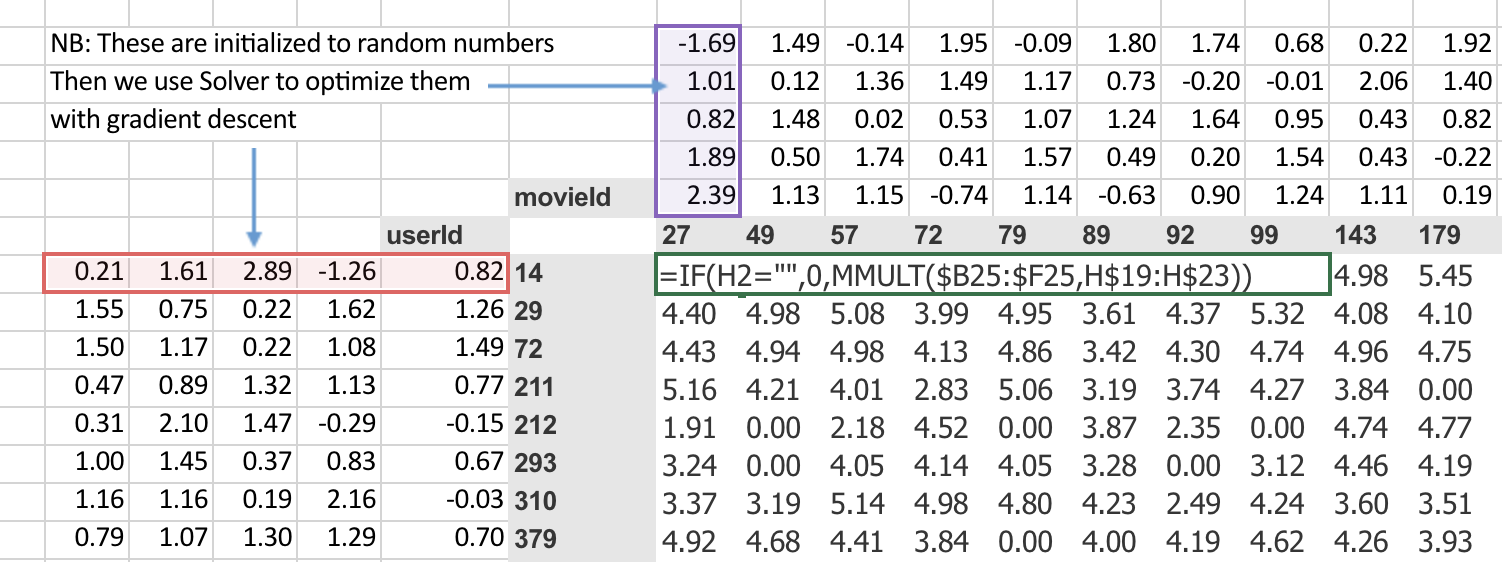 NB: These are initialized to random numbers -1.69 1.49 -0.14 1.95 -0.09 1.80 1.74 0.68 0.22 1.92
Then we use Solver to optimize them 1.01 0.12 1.36 1.49 1.17 0.73 -0.20 -0.01 2.06 1.40
with gradient descent 0.82 1.48 0.02 0.53 1.07 1.24 1.64 0.95 0.43 0.82
1.89 0.50 1.74 0.41 1.57 0.49 0.20 1.54 0.43 -0.22
movieId 2.39 1.13 1.15 -0.74 1.14 -0.63 0.90 1.24 1.11 0.19
userId 27 49 57 72 79 89 92 99 143 179
0.21 1.61 2.89 -1.26 0.82 14 =IF(H2="",0,MMULT($B25:$F25,H$19:H$23)) 4.98 5.45
1.55 0.75 0.22 1.62 1.26 29 4.40 4.98 5.08 3.99 4.95 3.61 4.37 5.32 4.08 4.10
1.50 1.17 0.22 1.08 1.49 72 4.43 4.94 4.98 4.13 4.86 3.42 4.30 4.74 4.96 4.75
0.47 0.89 1.32 1.13 0.77 211 5.16 4.21 4.01 2.83 5.06 3.19 3.74 4.27 3.84 0.00
0.31 2.10 1.47 -0.29 -0.15 212 1.91 0.00 2.18 4.52 0.00 3.87 2.35 0.00 4.74 4.77
1.00 1.45 0.37 0.83 0.67 293 3.24 0.00 4.05 4.14 4.05 3.28 0.00 3.12 4.46 4.19
1.16 1.16 0.19 2.16 -0.03 310 3.37 3.19 5.14 4.98 4.80 4.23 2.49 4.24 3.60 3.51
0.79 1.07 1.30 1.29 0.70 379 4.92 4.68 4.41 3.84 0.00 4.00 4.19 4.62 4.26 3.93